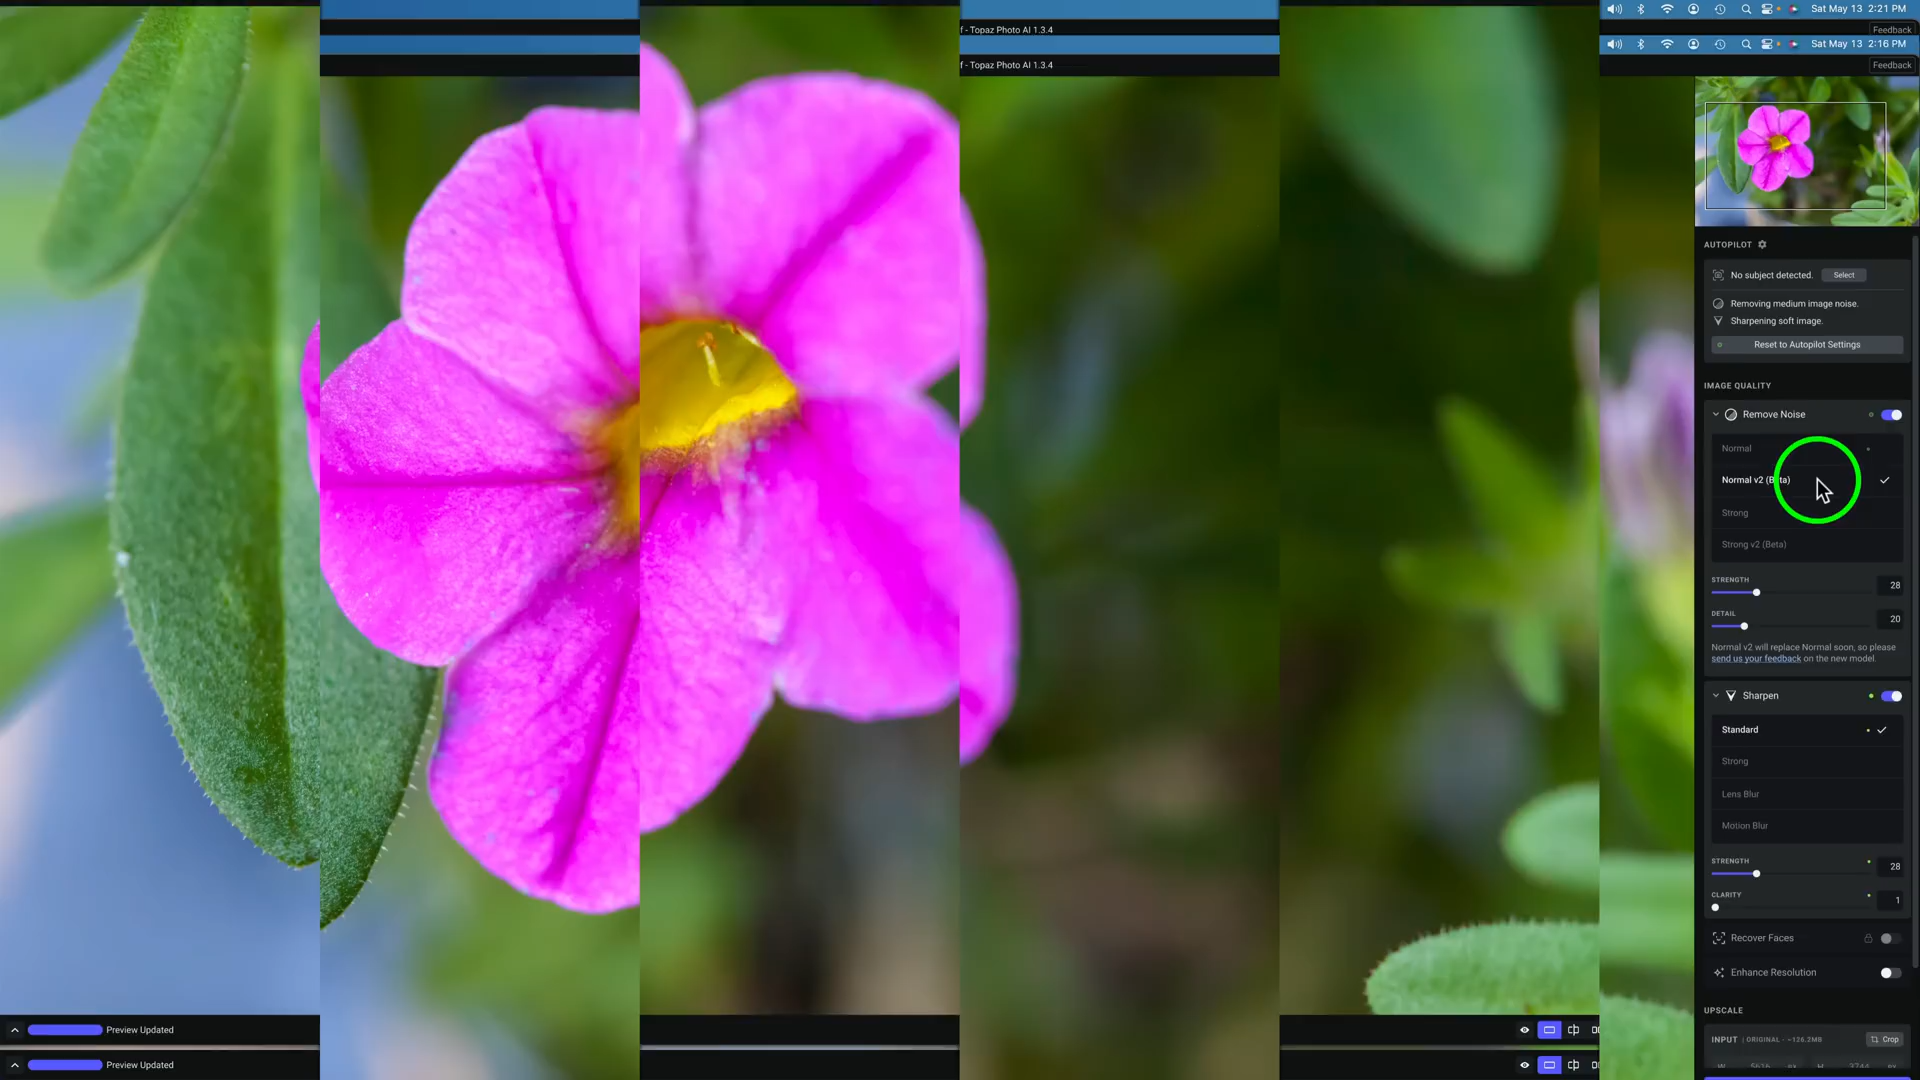 Sat May 13 2:21 PM
f - Topaz Photo AI 1.3.4
Feedback
Sat May 13 2:16 PM
f - Topaz Photo AI 1.3.4
Feedback
AUTOPILOT
No subject detected. Select
Removing medium image noise.
Sharpening soft image.
Reset to Autopilot Settings
IMAGE QUALITY
Remove Noise
Normal
Normal v2 (Beta)
Strong
Strong v2 (Beta)
STRENGTH 28
DETAIL 20
Normal v2 will replace Normal soon, so please
send us your feedback on the new model.
Sharpen
Standard
Strong
Lens Blur
Motion Blur
STRENGTH 28
CLARITY 1
Recover Faces
Enhance Resolution
UPSCALE
Preview Updated
INPUT | ORIGINAL - ~126.2MB Crop
Preview Updated